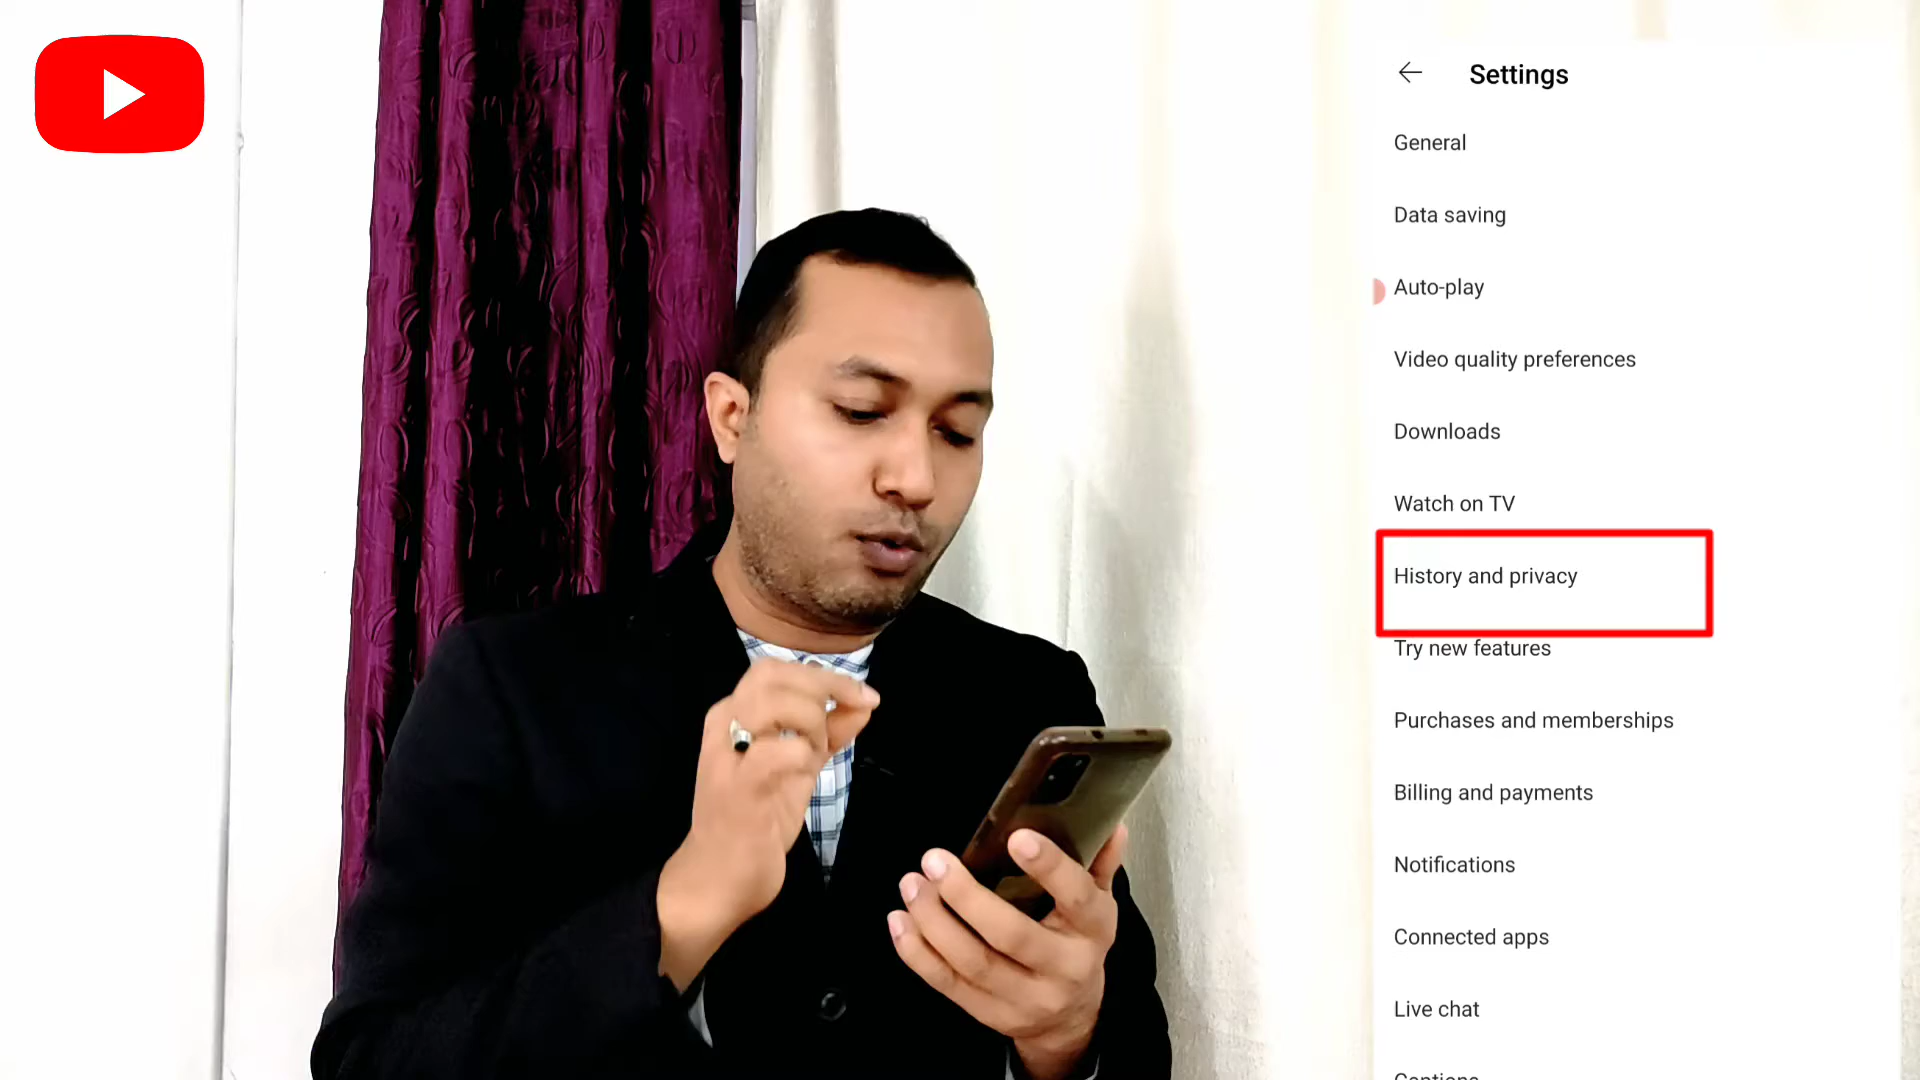 Settings
General
Data saving
Auto-play
Video quality preferences
Downloads
Watch on TV
History and privacy
Try new features
Purchases and memberships
Billing and payments
Notifications
Connected apps
Live chat
Captions